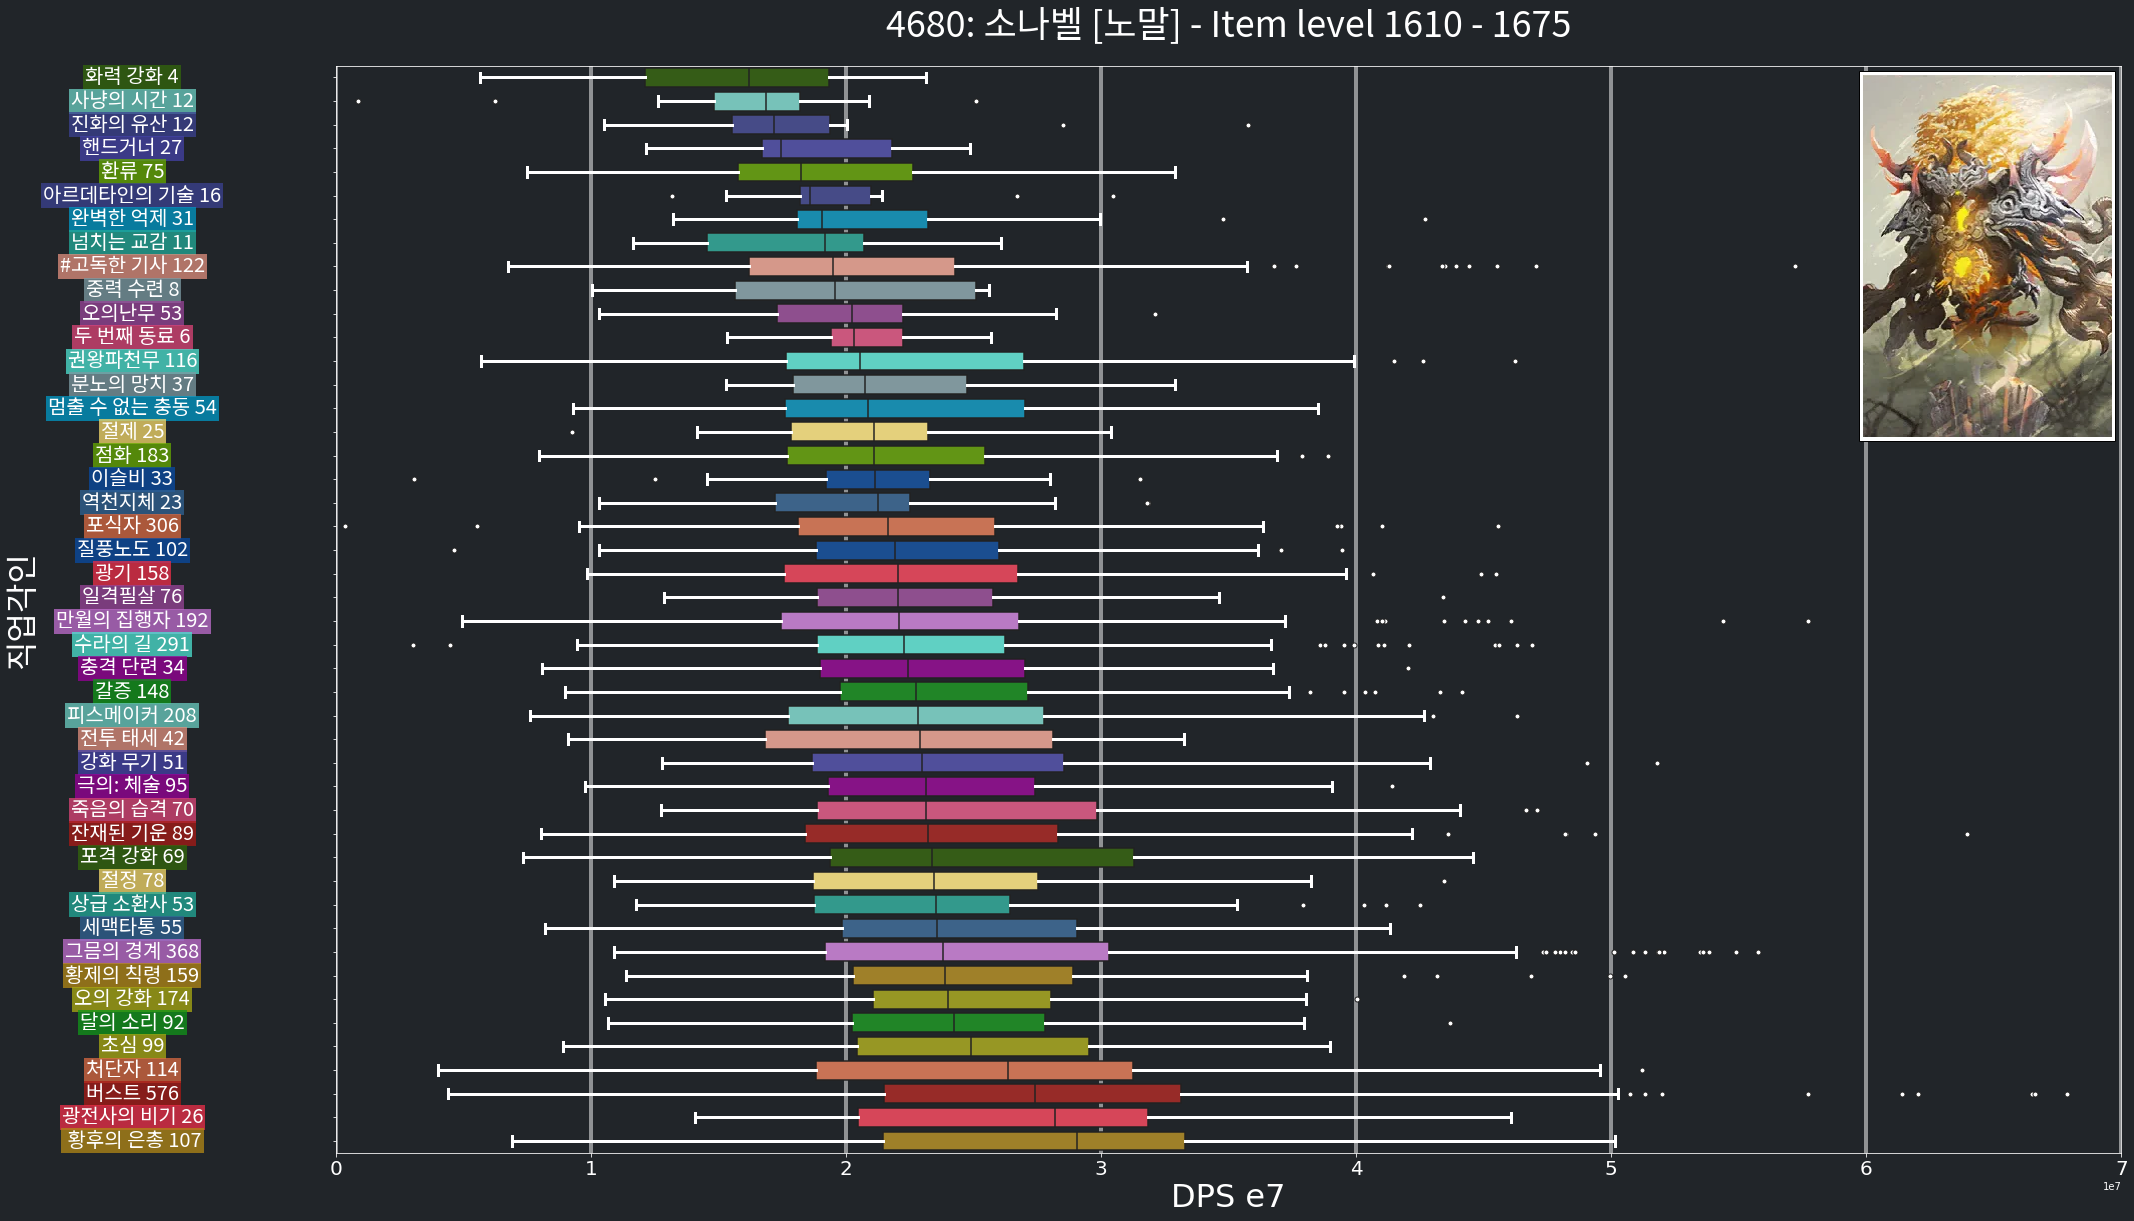 4680: 소나벨 [노말] - Item level 1610 - 1675
화력 강화 4
사냥의 시간 12
진화의 유산 12
핸드거너 27
환류 75
아르데타인의 기술 16
완벽한 억제 31
넘치는 교감 11
#고독한 기사 122
중력 수련 8
오의난무 53
두 번째 동료 6
권왕파천무 116
분노의 망치 37
멈출 수 없는 충동 54
절제 25
점화 183
이슬비 33
역천지체 23
포식자 306
질풍노도 102
광기 158
일격필살 76
만월의 집행자 192
수라의 길 291
충격 단련 34
갈증 148
피스메이커 208
전투 태세 42
강화 무기 51
극의: 체술 95
죽음의 습격 70
잔재된 기운 89
포격 강화 69
절정 78
상급 소환사 53
세맥타통 55
그믐의 경계 368
황제의 칙령 159
오의 강화 174
달의 소리 92
초심 99
처단자 114
버스트 576
광전사의 비기 26
황후의 은총 107
직업각인
0 1 2 3 4 5 6 7
1e7
DPS e7